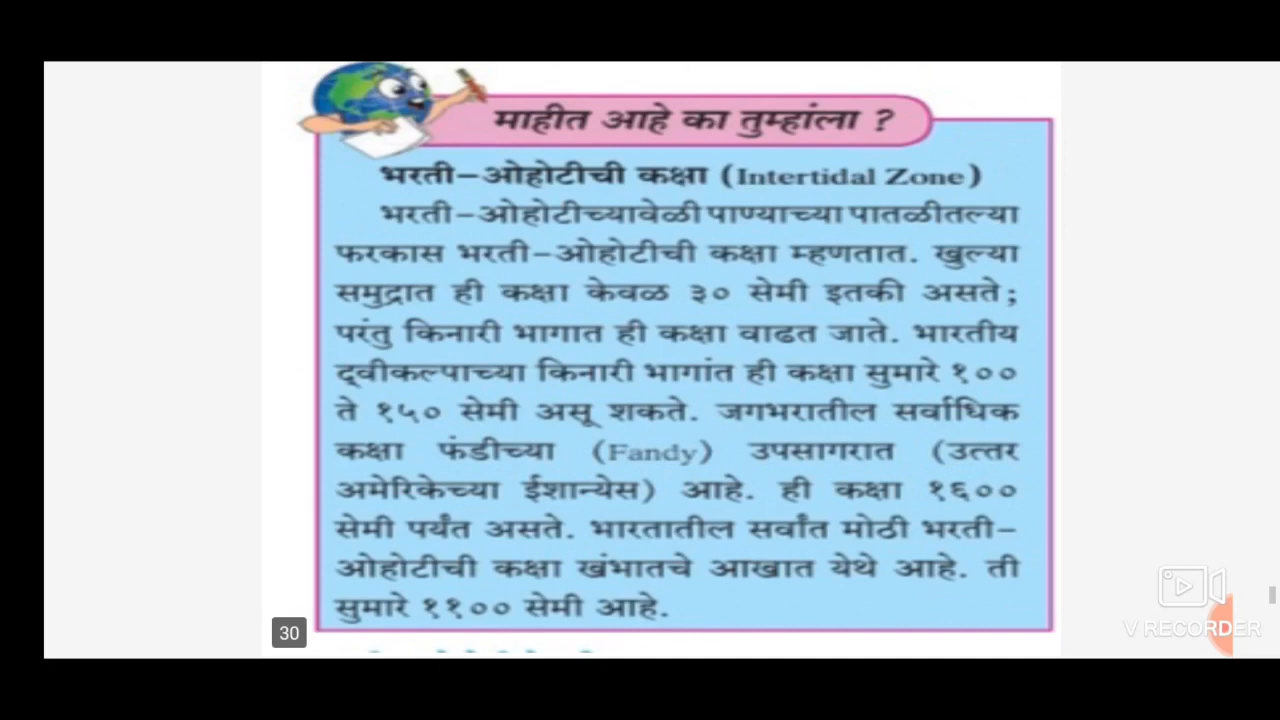 माहीत आहे का तुम्हांला ?
भरती-ओहोटीची कक्षा (Intertidal Zone)
भरती-ओहोटीच्यावेळी पाण्याच्या पातळीतल्या
फरकास भरती-ओहोटीची कक्षा म्हणतात. खुल्या
समुद्रात ही कक्षा केवळ ३० सेमी इतकी असते;
परंतु किनारी भागात ही कक्षा वाढत जाते. भारतीय
द्वीकल्पाच्या किनारी भागांत ही कक्षा सुमारे १००
ते १५० सेमी असू शकते. जगभरातील सर्वाधिक
कक्षा फंडीच्या (Fandy) उपसागरात (उत्तर
अमेरिकेच्या ईशान्येस) आहे. ही कक्षा १६००
सेमी पर्यंत असते. भारतातील सर्वांत मोठी भरती-
ओहोटीची कक्षा खंभातचे आखात येथे आहे. ती
सुमारे ११०० सेमी आहे.
30
V RECORDER